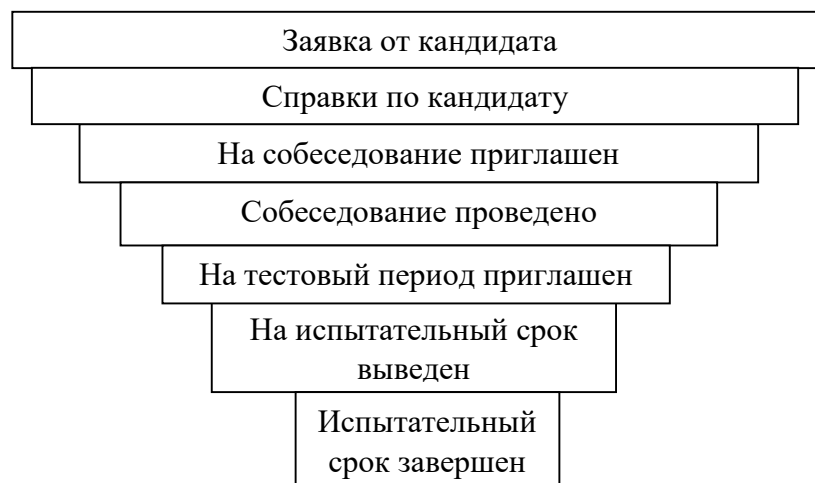 Заявка от кандидата
Справки по кандидату
На собеседование приглашен
Собеседование проведено
На тестовый период приглашен
На испытательный срок
выведен
Испытательный
срок завершен